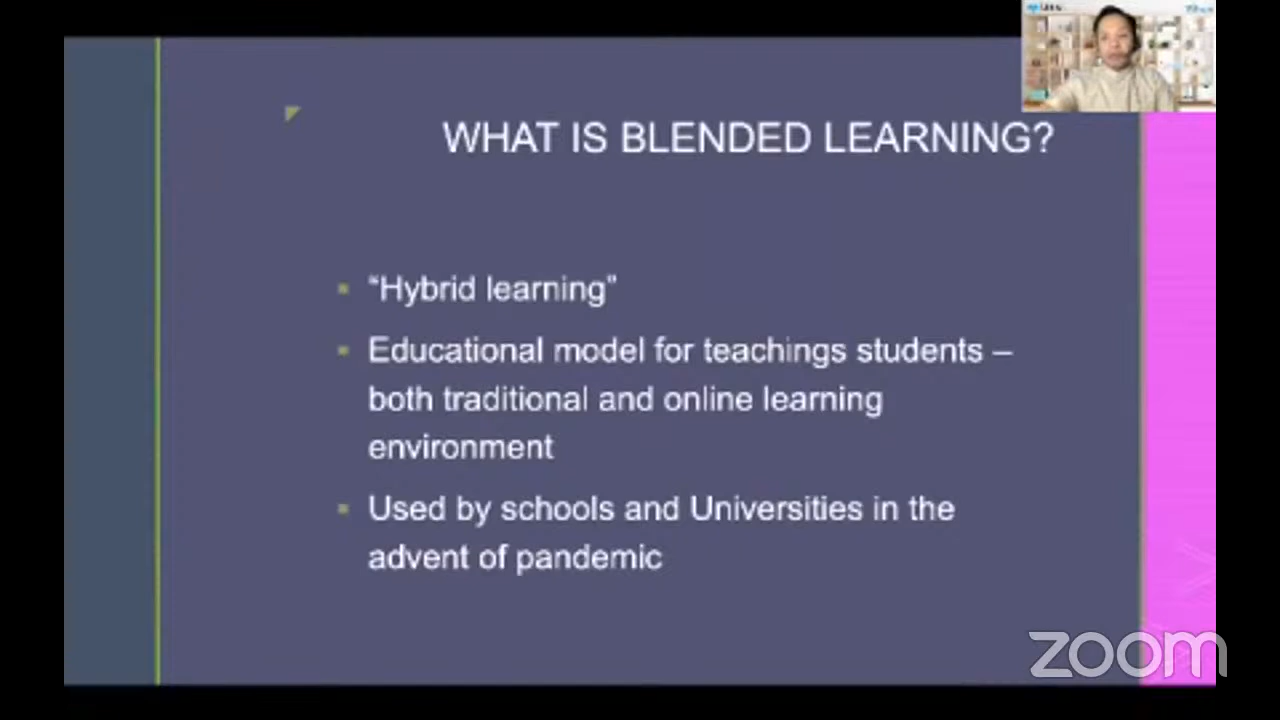 WHAT IS BLENDED LEARNING?
“Hybrid learning”
Educational model for teachings students –
both traditional and online learning
environment
Used by schools and Universities in the
advent of pandemic
zoom